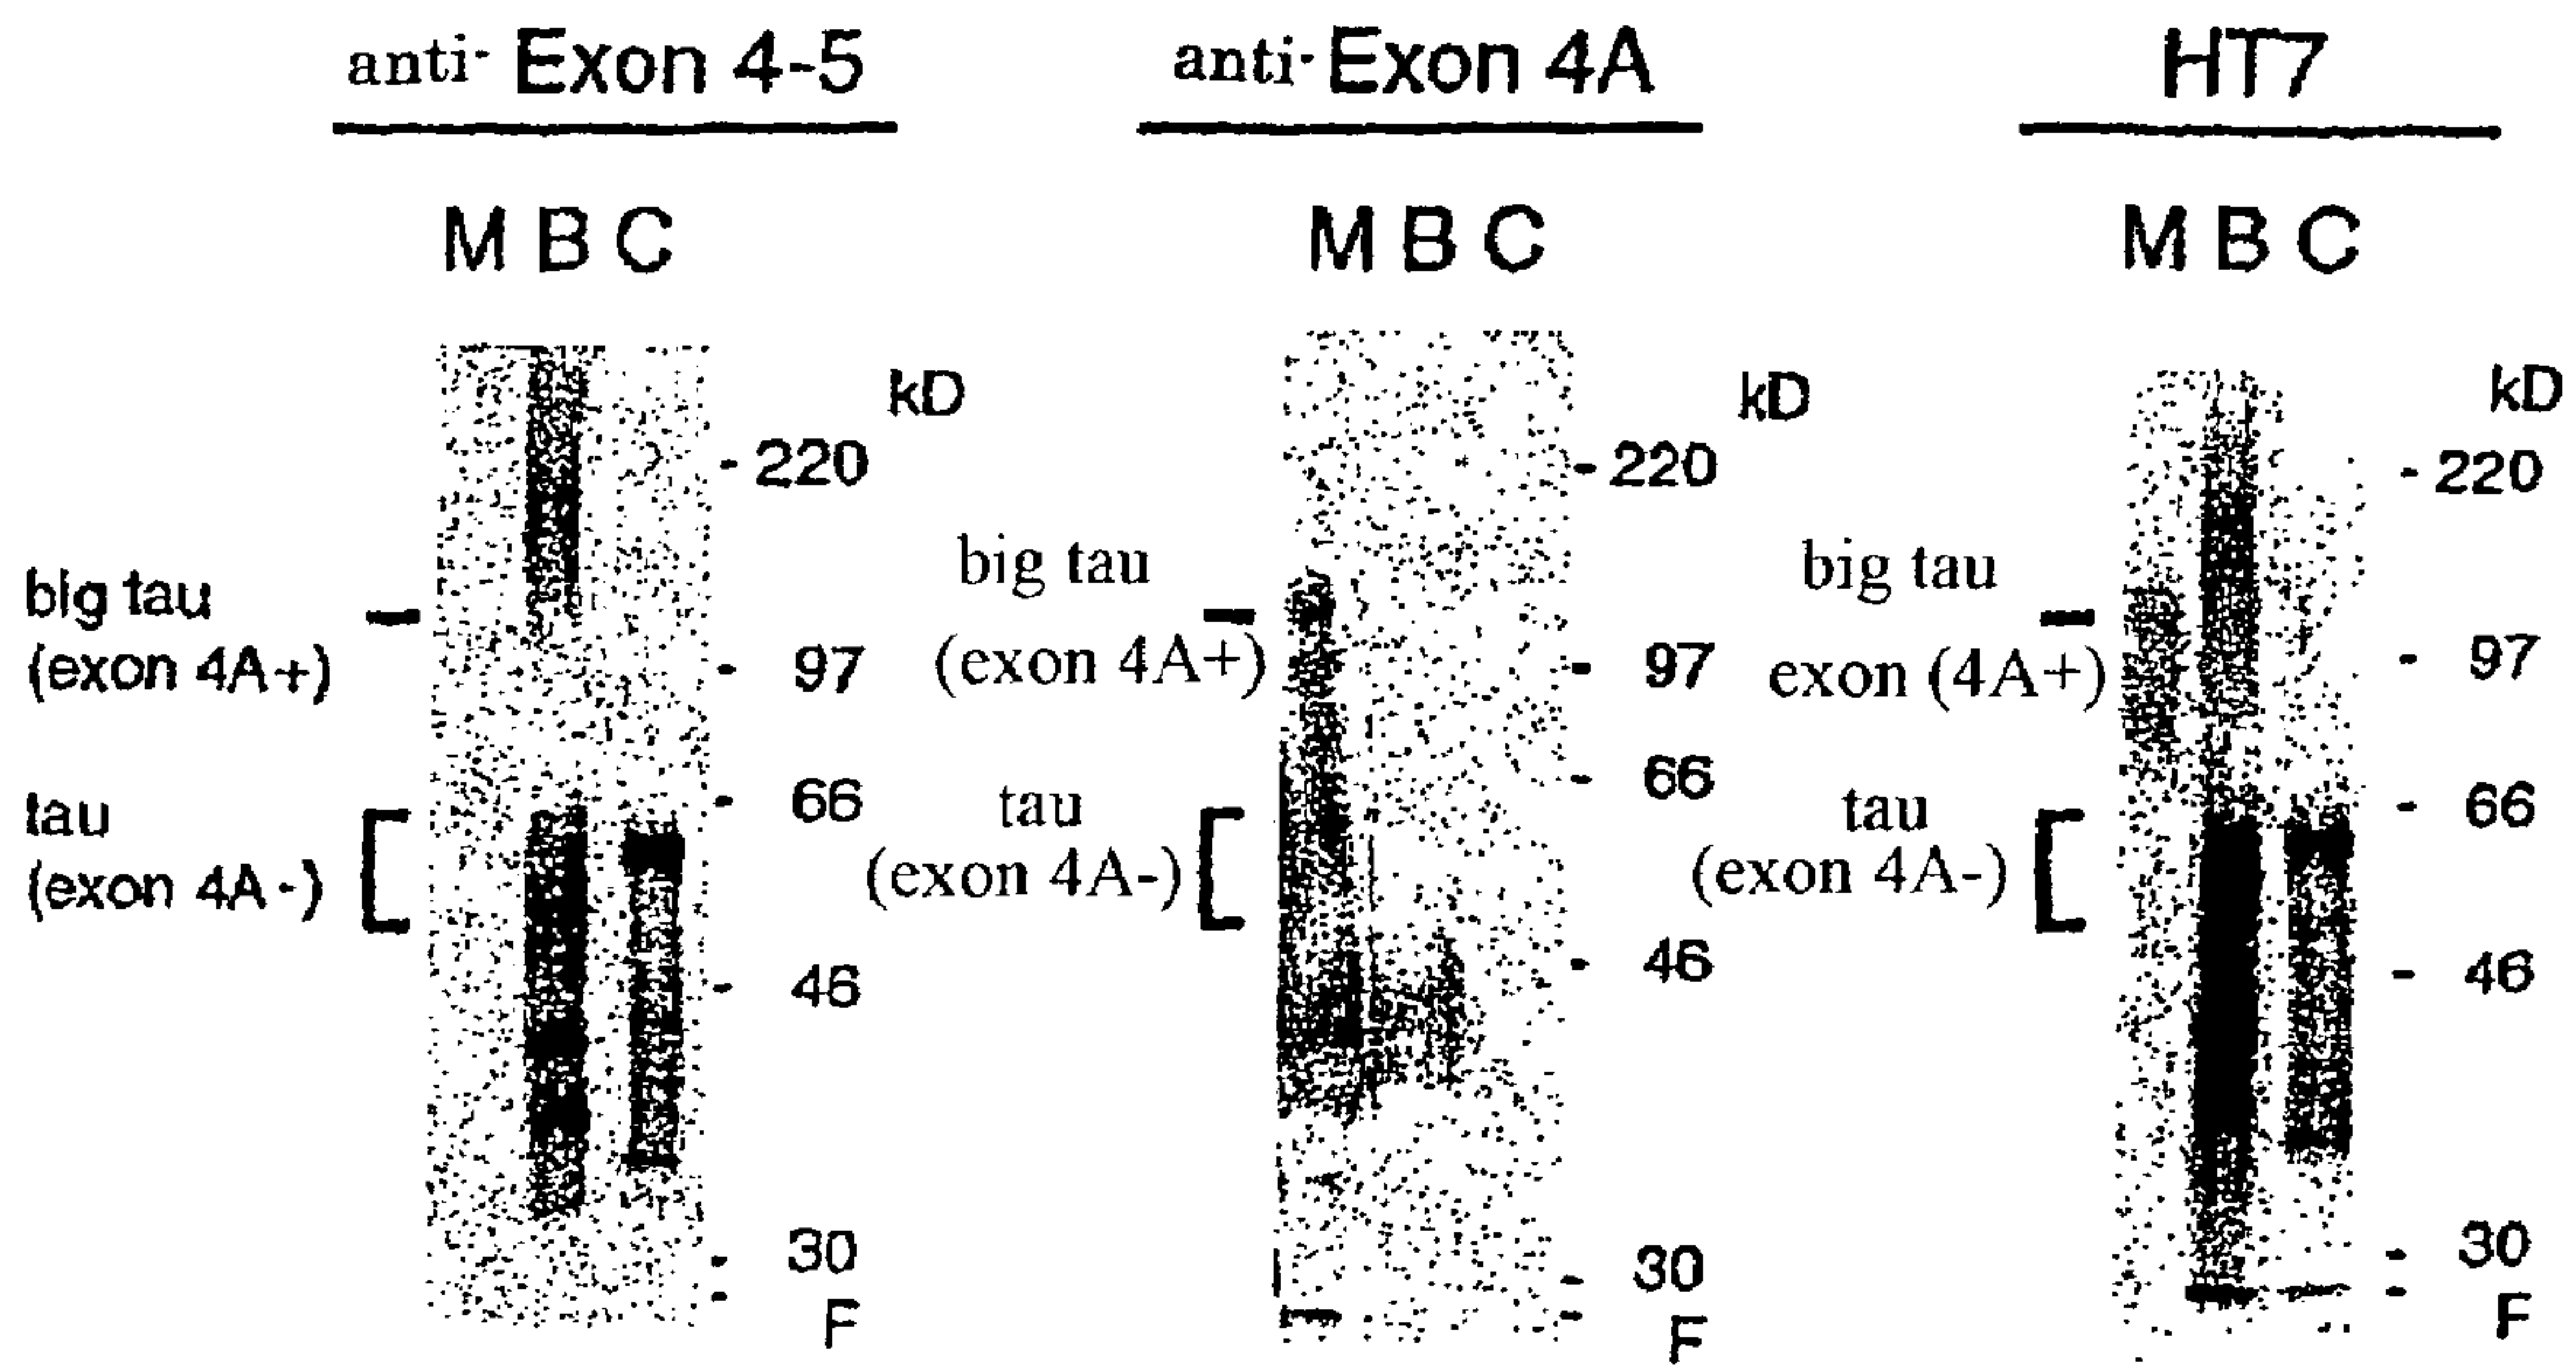 anti- Exon 4-5
M B C
kD
220
97
66
46
30
F
big tau
(exon 4A+)
tau
(exon 4A-)
anti- Exon 4A
M B C
kD
220
97
66
46
30
F
big tau
(exon 4A+)
tau
(exon 4A-)
HT7
M B C
kD
220
97
66
46
30
F
big tau
exon (4A+)
tau
(exon 4A-)